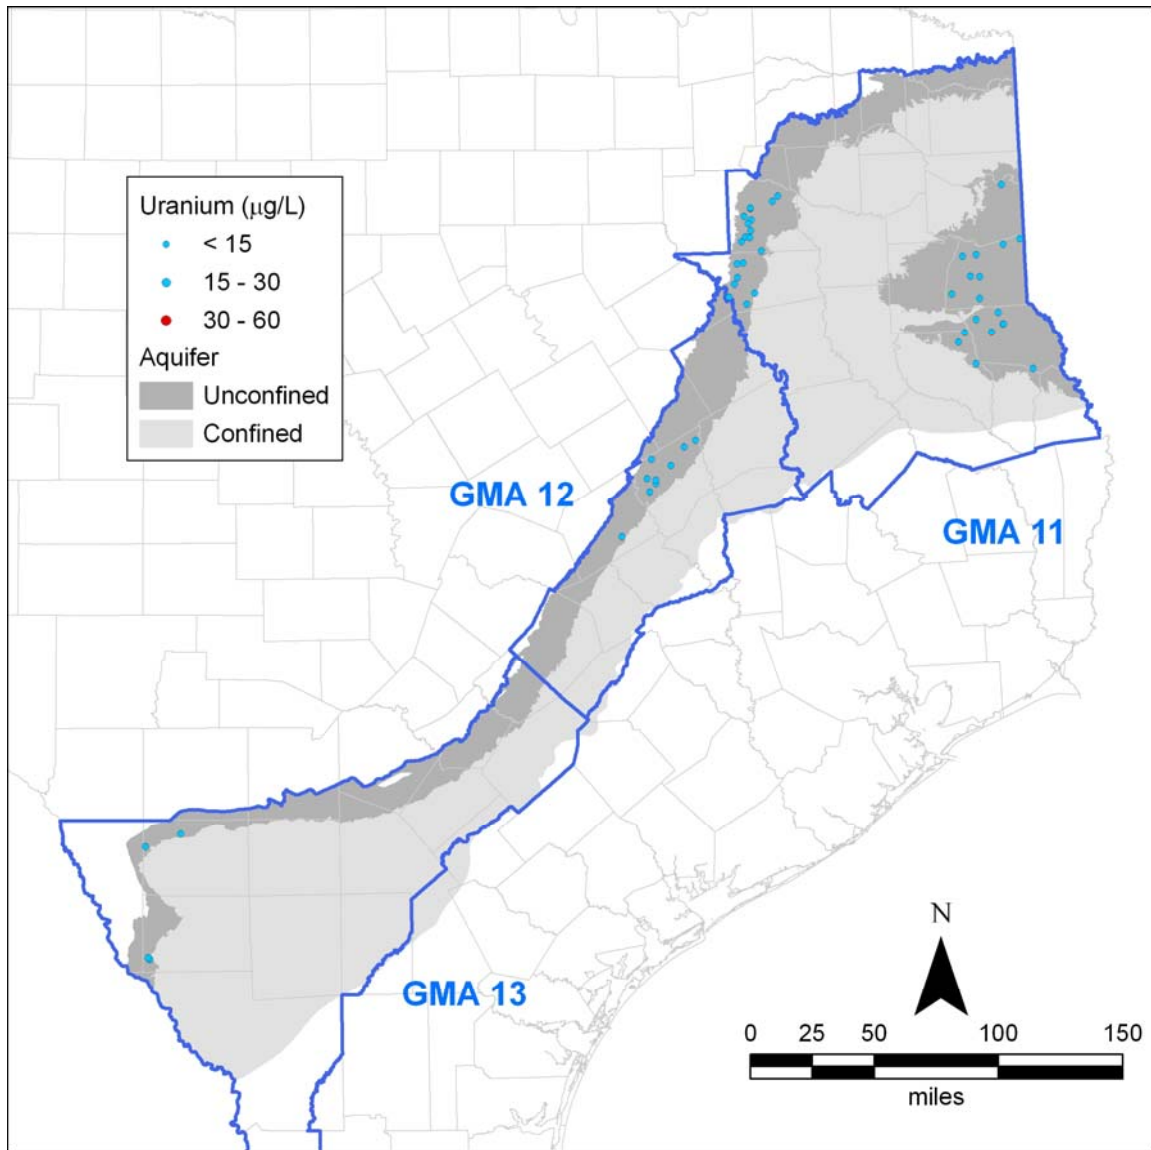 Uranium (μg/L)
< 15
15 - 30
30 - 60
Aquifer
Unconfined
Confined
GMA 12
GMA 11
GMA 13
N
0 25 50 100 150
miles